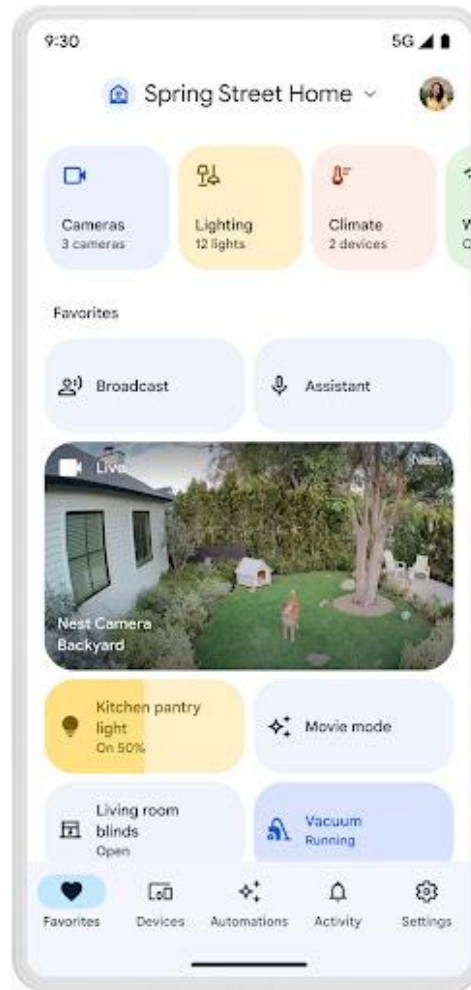 9:30
5G
Spring Street Home
Cameras
3 cameras
Lighting
12 lights
Climate
2 devices
Favorites
Broadcast
Assistant
Live
Nest
Nest Camera
Backyard
Kitchen pantry
light
On 50%
Movie mode
Living room
blinds
Open
Vacuum
Running
Favorites
Devices
Automations
Activity
Settings